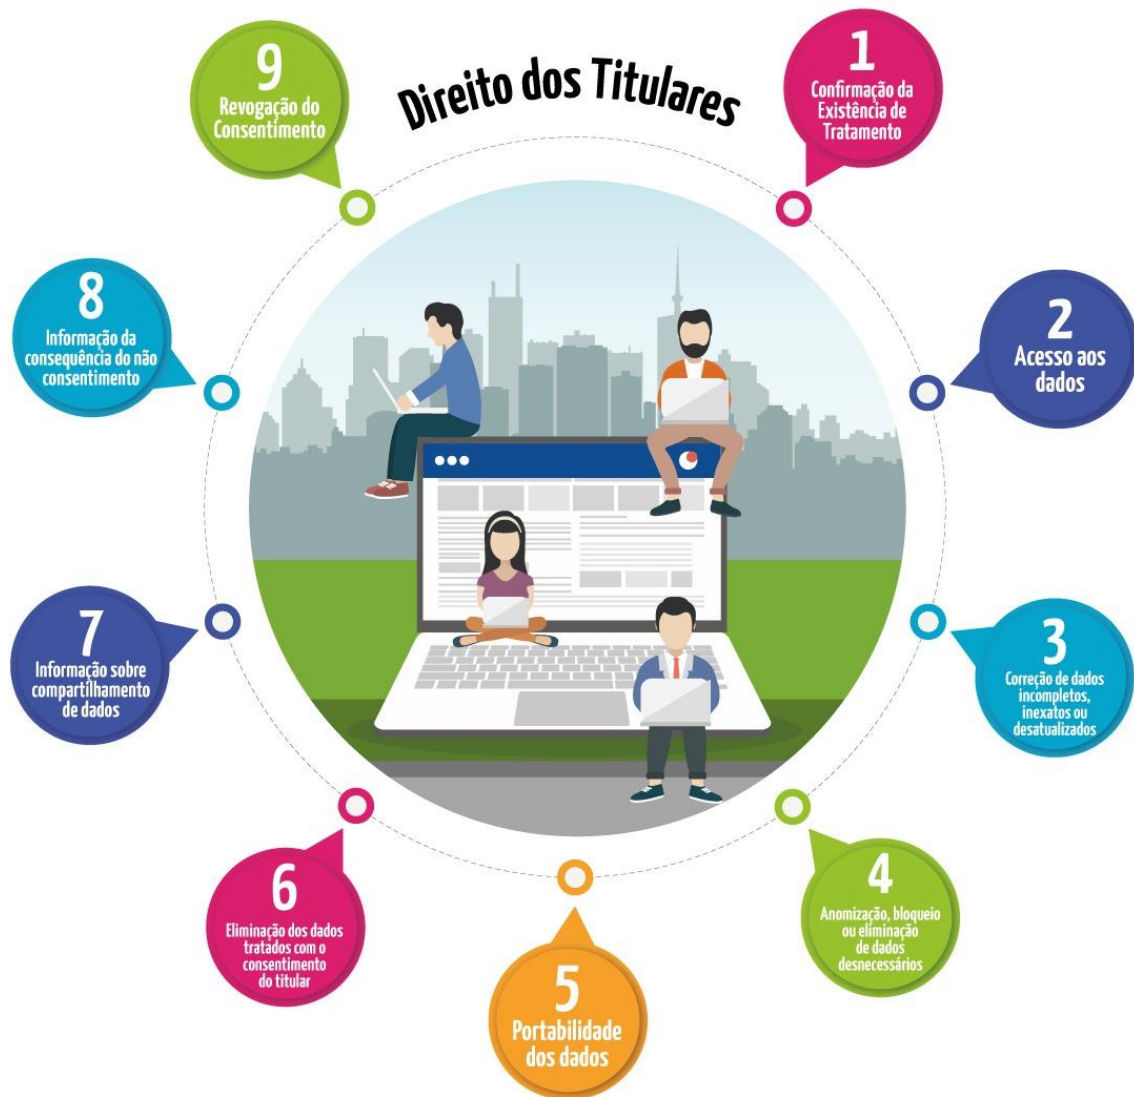 Direito dos Titulares
1
Confirmação da
Existência de
Tratamento
2
Acesso aos
dados
3
Correção de dados
incompletos,
inexatos ou
desatualizados
4
Anomização, bloqueio
ou eliminação
de dados
desnecessários
5
Portabilidade
dos dados
6
Eliminação dos dados
tratados com o
consentimento
do titular
7
Informação sobre
compartilhamento
de dados
8
Informação da
consequência do não
consentimento
9
Revogação do
Consentimento